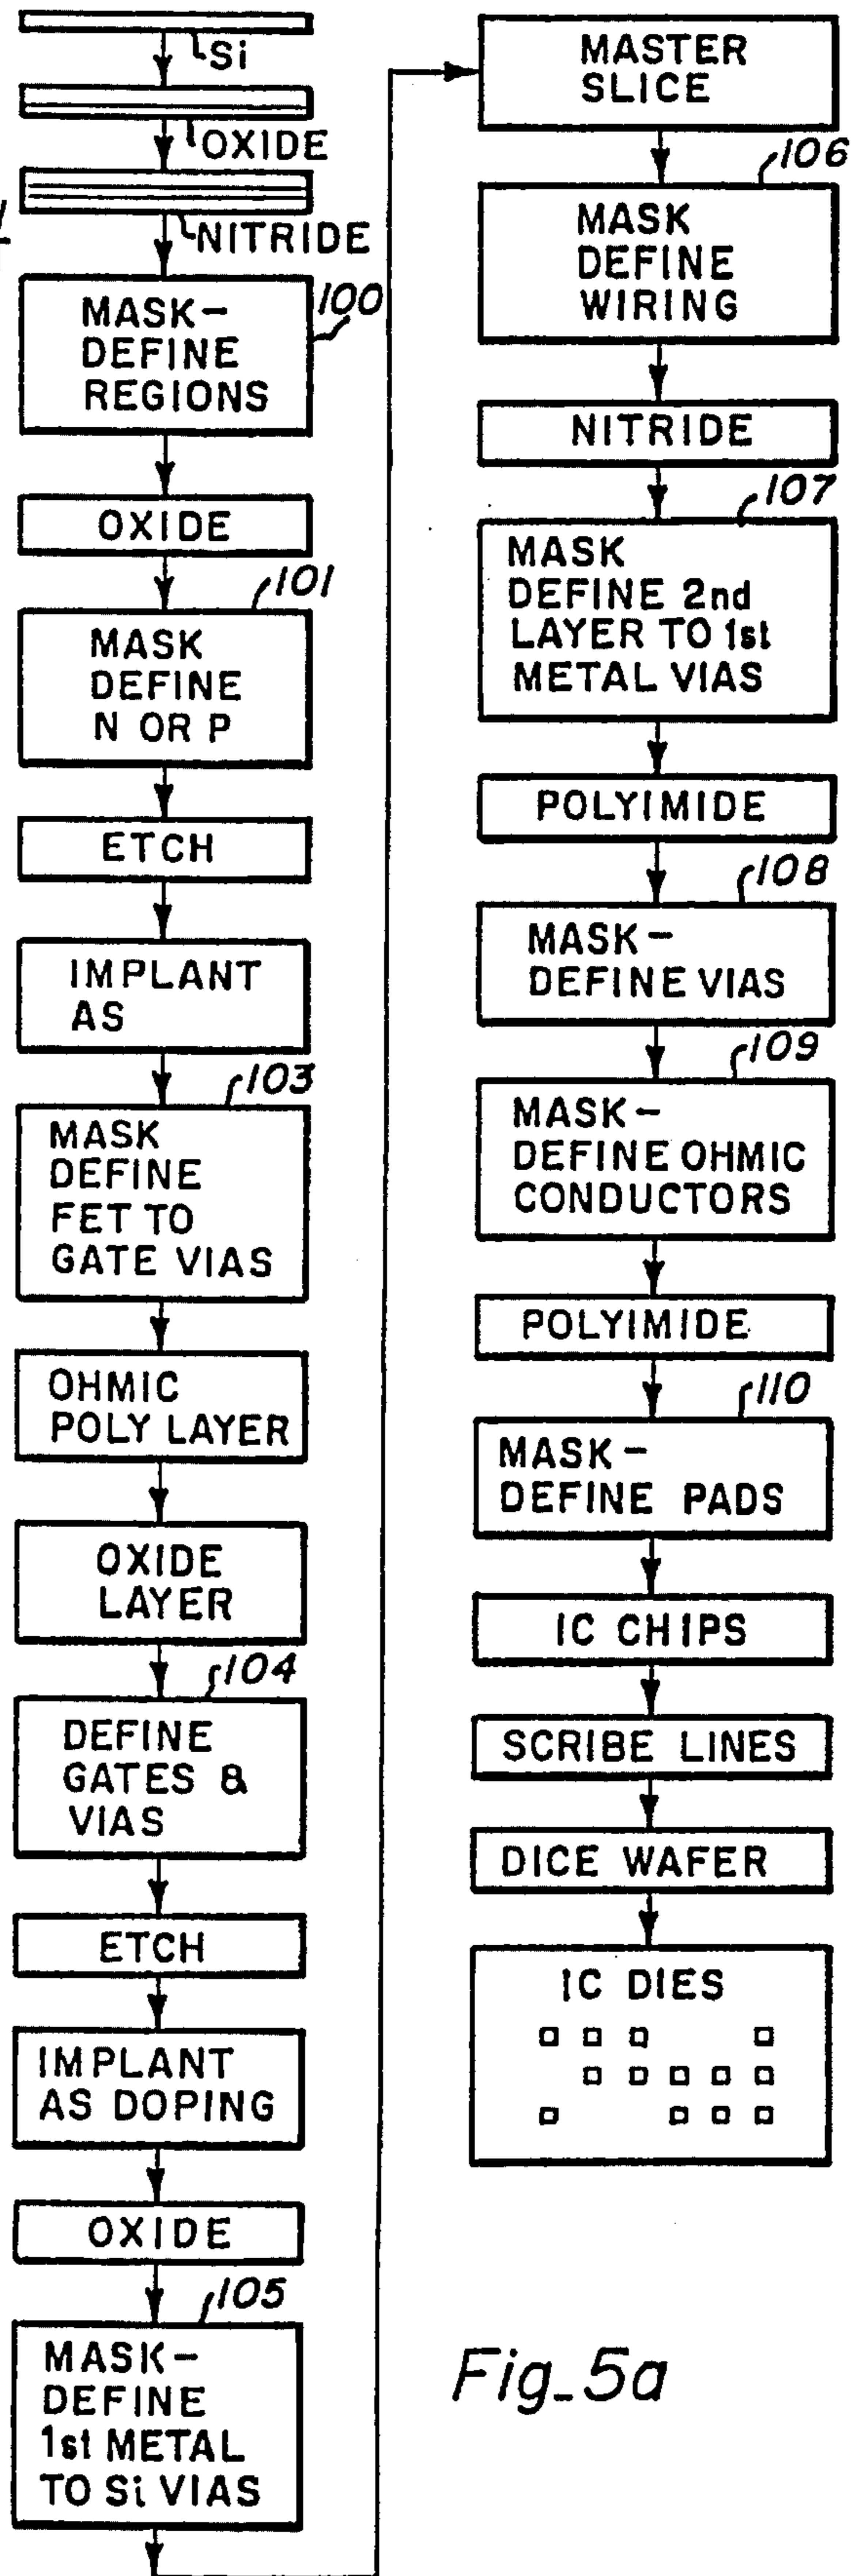 Si
OXIDE
NITRIDE
MASK-
DEFINE
REGIONS
100
OXIDE
101
MASK
DEFINE
N OR P
ETCH
IMPLANT
AS
103
MASK
DEFINE
FET TO
GATE VIAS
OHMIC
POLY LAYER
OXIDE
LAYER
104
DEFINE
GATES &
VIAS
ETCH
IMPLANT
AS DOPING
OXIDE
105
MASK-
DEFINE
1st METAL
TO Si VIAS
MASTER
SLICE
106
MASK
DEFINE
WIRING
NITRIDE
107
MASK
DEFINE 2nd
LAYER TO 1st
METAL VIAS
POLYIMIDE
108
MASK-
DEFINE VIAS
109
MASK-
DEFINE OHMIC
CONDUCTORS
POLYIMIDE
110
MASK-
DEFINE PADS
IC CHIPS
SCRIBE LINES
DICE WAFER
IC DIES
Fig_5a